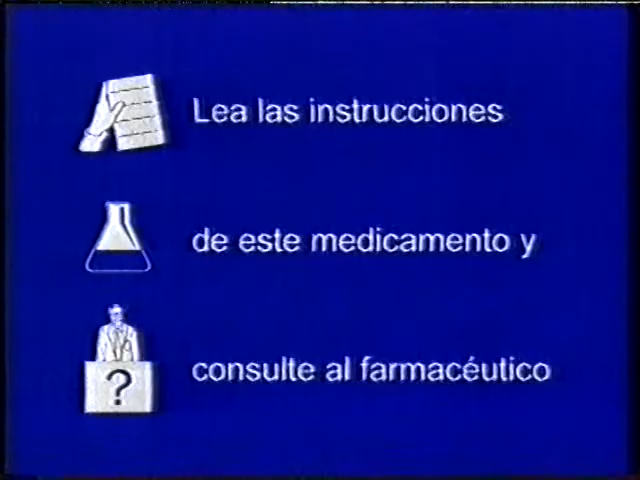 Lea las instrucciones
de este medicamento y
consulte al farmacéutico
?